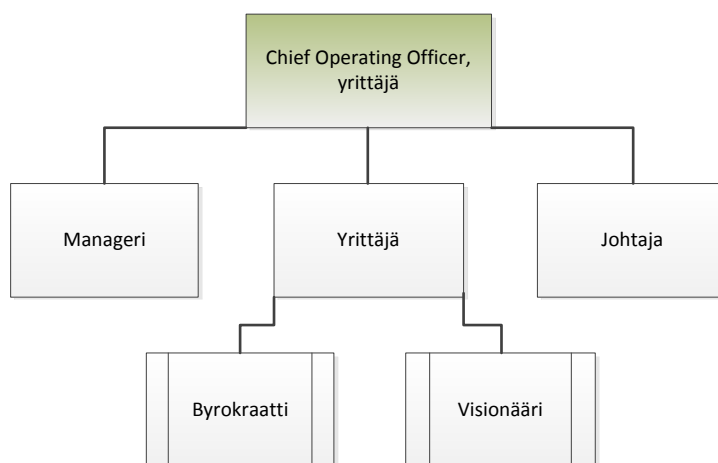 Chief Operating Officer,
yrittäjä
Manageri
Yrittäjä
Johtaja
Byrokraatti
Visionääri